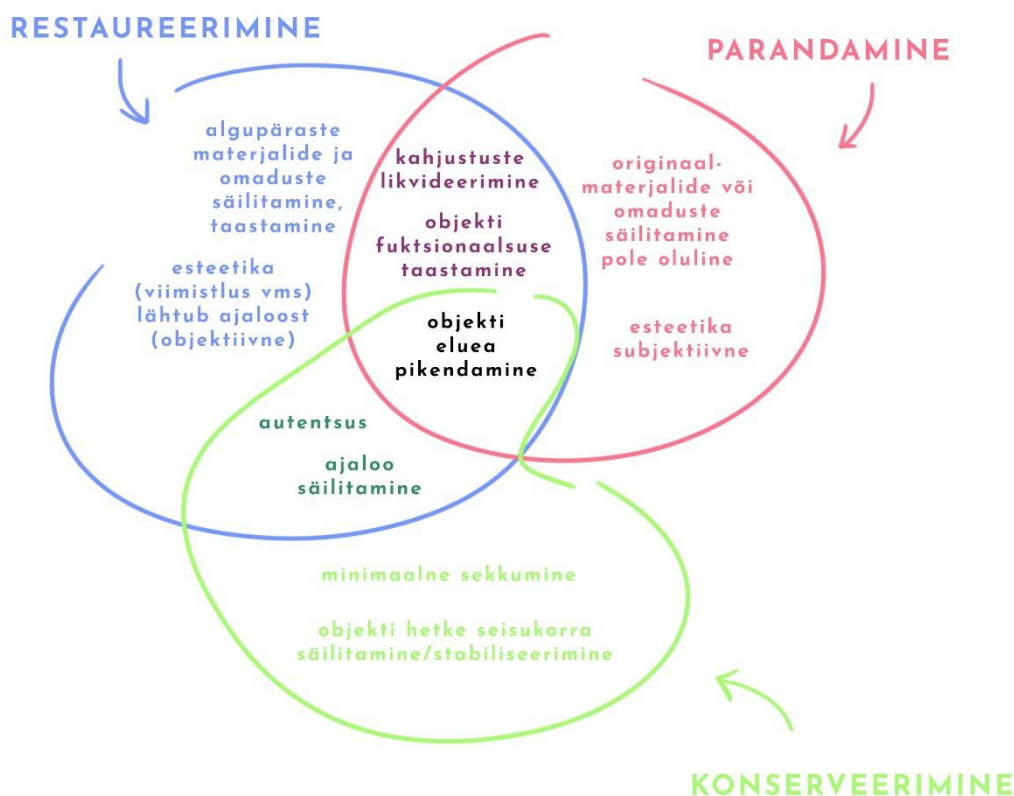 RESTAUREERIMINE
PARANDAMINE
algupäraste
materjalide ja
omaduste
säilitamine,
taastamine
esteetika
(viimistlus vms)
lähtub ajaloost
(objektiivne)
kahjustuste
likvideerimine
objekti
fuktsionaalsuse
taastamine
originaal-
materjalide või
omaduste
säilitamine
pole oluline
esteetika
subjektiivne
objekti
eluea
pikendamine
autentsus
ajaloo
säilitamine
minimaalne sekkumine
objekti hetke seisukorra
säilitamine/stabiliseerimine
KONSERVEERIMINE